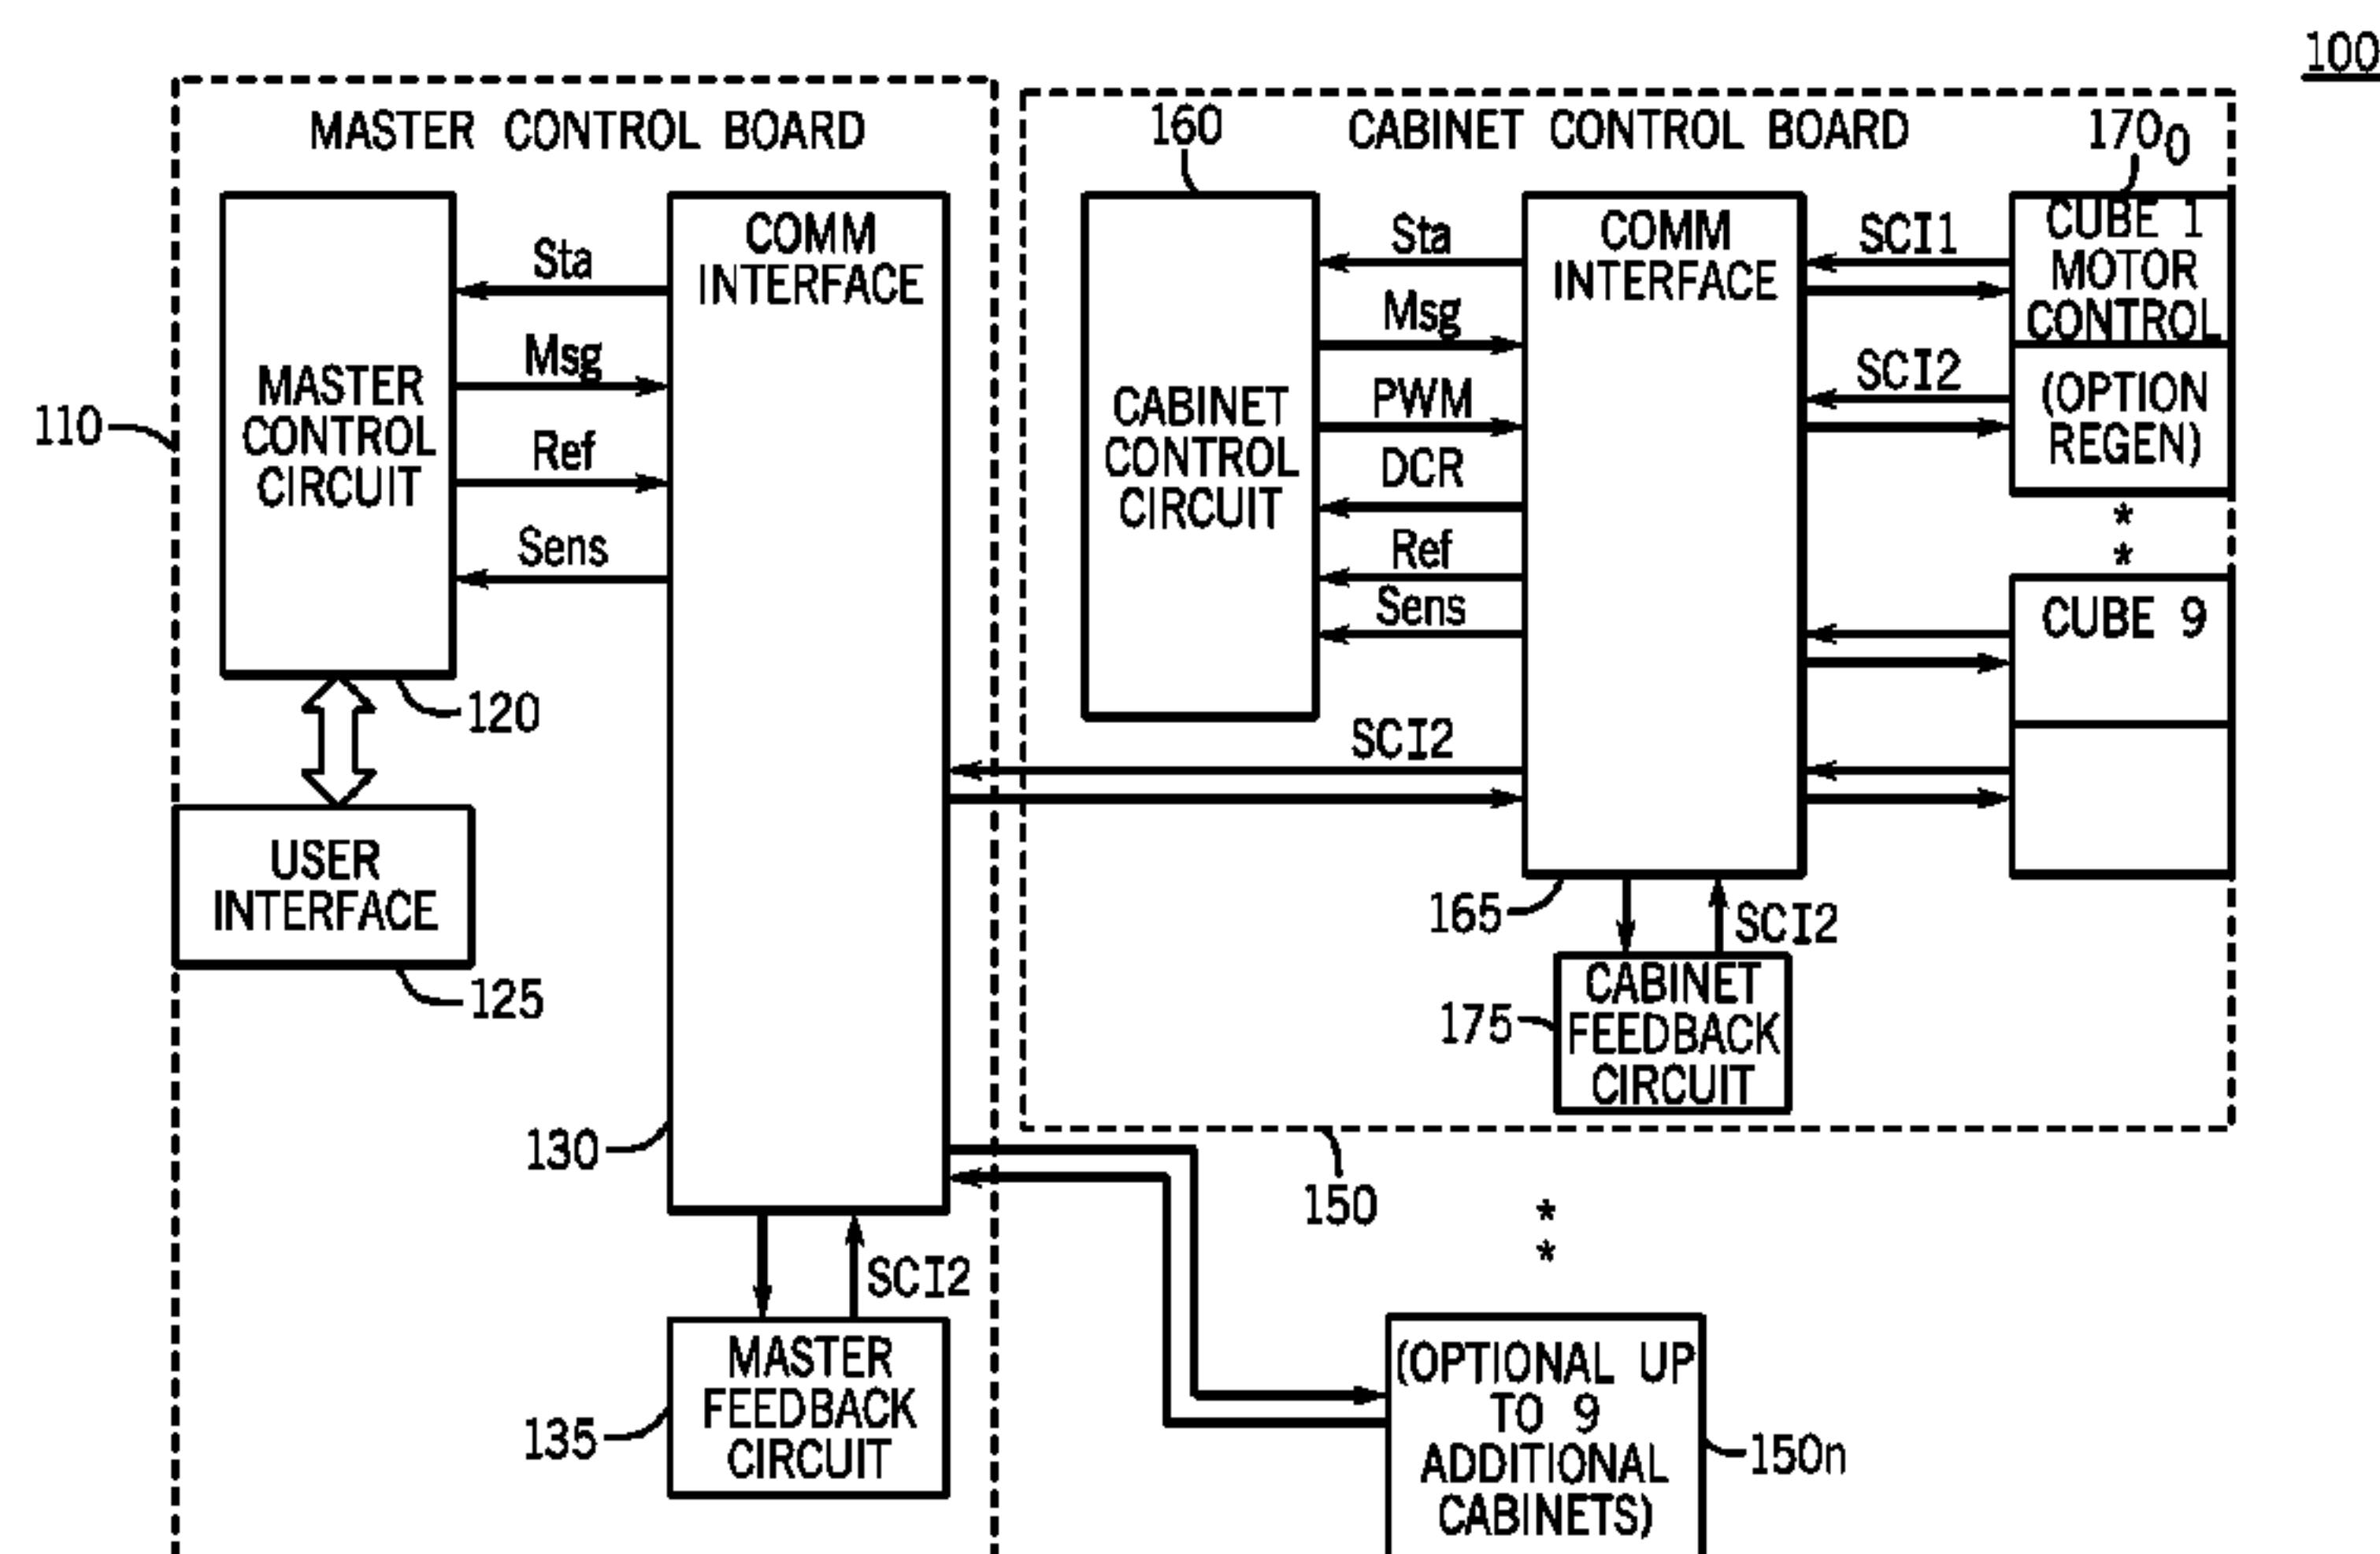 100
MASTER CONTROL BOARD
110
MASTER
CONTROL
CIRCUIT
120
Sta
Msg
Ref
Sens
COMM
INTERFACE
130
USER
INTERFACE
125
SCI2
MASTER
FEEDBACK
CIRCUIT
135
CABINET CONTROL BOARD
160
CABINET
CONTROL
CIRCUIT
Sta
Msg
PWM
DCR
Ref
Sens
SCI2
COMM
INTERFACE
165
SCI1
SCI2
170₀
CUBE 1
MOTOR
CONTROL
(OPTION
REGEN)
*
*
CUBE 9
SCI2
CABINET
FEEDBACK
CIRCUIT
175
150
*
*
(OPTIONAL UP
TO 9
ADDITIONAL
CABINETS)
150n